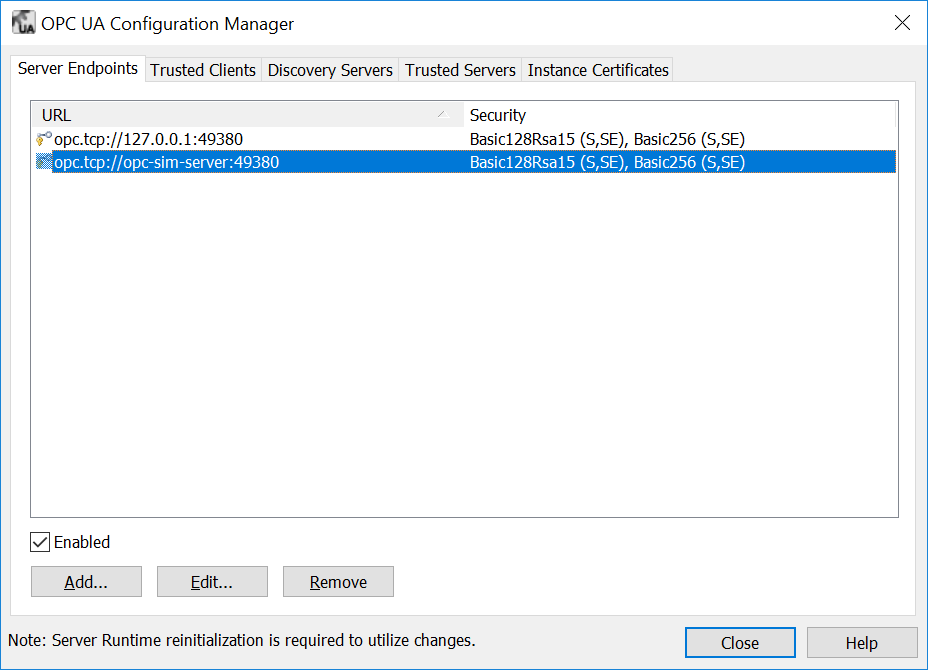 UA OPC UA Configuration Manager
Server Endpoints Trusted Clients Discovery Servers Trusted Servers Instance Certificates
URL Security
opc.tcp://127.0.0.1:49380 Basic128Rsa15 (S,SE), Basic256 (S,SE)
opc.tcp://opc-sim-server:49380 Basic128Rsa15 (S,SE), Basic256 (S,SE)
Enabled
Add... Edit... Remove
Note: Server Runtime reinitialization is required to utilize changes.
Close Help